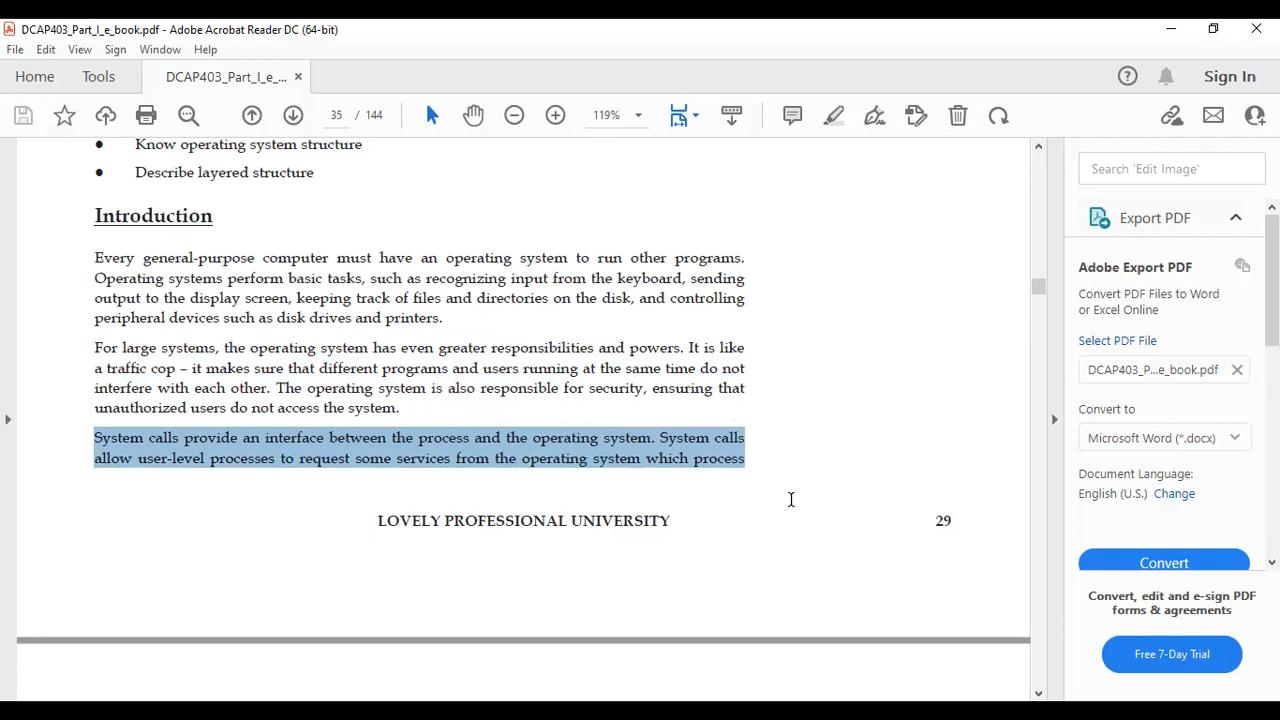 DCAP403_Part_I_e_book.pdf - Adobe Acrobat Reader DC (64-bit)
File Edit View Sign Window Help
Home Tools DCAP403_Part_I_e_... × Sign In
35 / 144 119%
● Know operating system structure
● Describe layered structure
Introduction
Every general-purpose computer must have an operating system to run other programs.
Operating systems perform basic tasks, such as recognizing input from the keyboard, sending
output to the display screen, keeping track of files and directories on the disk, and controlling
peripheral devices such as disk drives and printers.
For large systems, the operating system has even greater responsibilities and powers. It is like
a traffic cop – it makes sure that different programs and users running at the same time do not
interfere with each other. The operating system is also responsible for security, ensuring that
unauthorized users do not access the system.
System calls provide an interface between the process and the operating system. System calls
allow user-level processes to request some services from the operating system which process
LOVELY PROFESSIONAL UNIVERSITY 29
Search 'Edit Image'
Export PDF
Adobe Export PDF
Convert PDF Files to Word
or Excel Online
Select PDF File
DCAP403_P...e_book.pdf
Convert to
Microsoft Word (*.docx)
Document Language:
English (U.S.) Change
Convert
Convert, edit and e-sign PDF
forms & agreements
Free 7-Day Trial